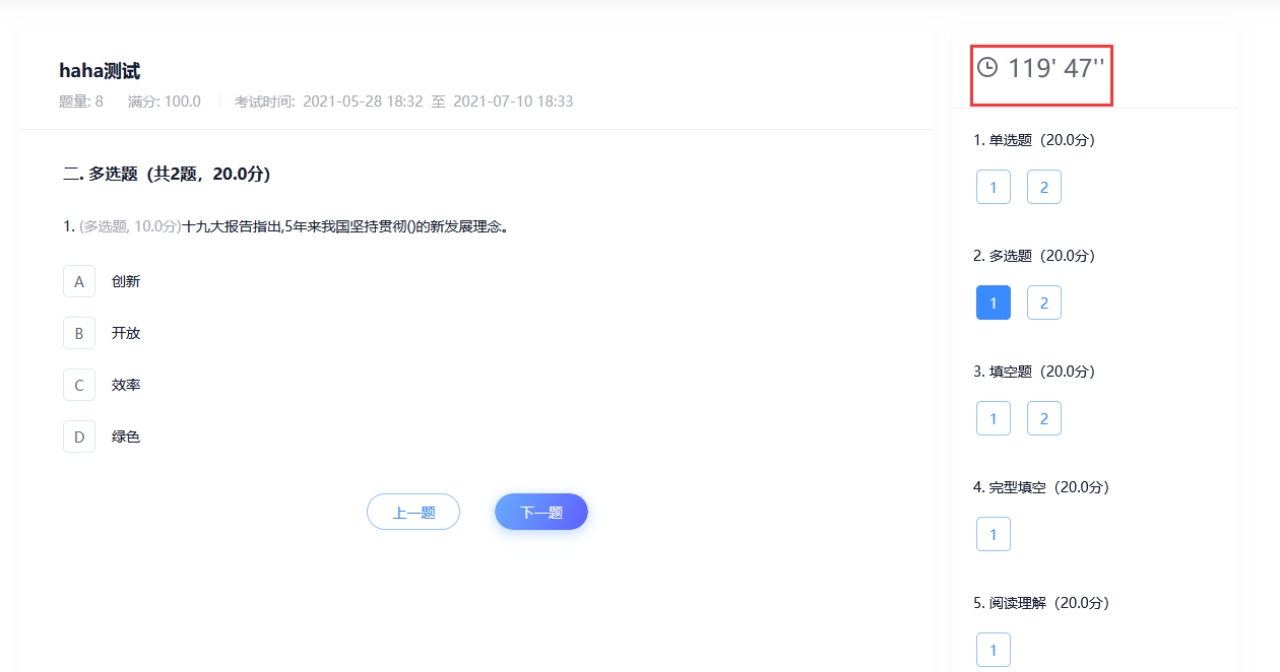 haha测试
题量: 8 满分: 100.0 考试时间: 2021-05-28 18:32 至 2021-07-10 18:33
二. 多选题（共2题，20.0分）
1. (多选题, 10.0分)十九大报告指出,5年来我国坚持贯彻()的新发展理念。
A 创新
B 开放
C 效率
D 绿色
上一题 下一题
119' 47''
1. 单选题（20.0分）
1 2
2. 多选题（20.0分）
1 2
3. 填空题（20.0分）
1 2
4. 完型填空（20.0分）
1
5. 阅读理解（20.0分）
1